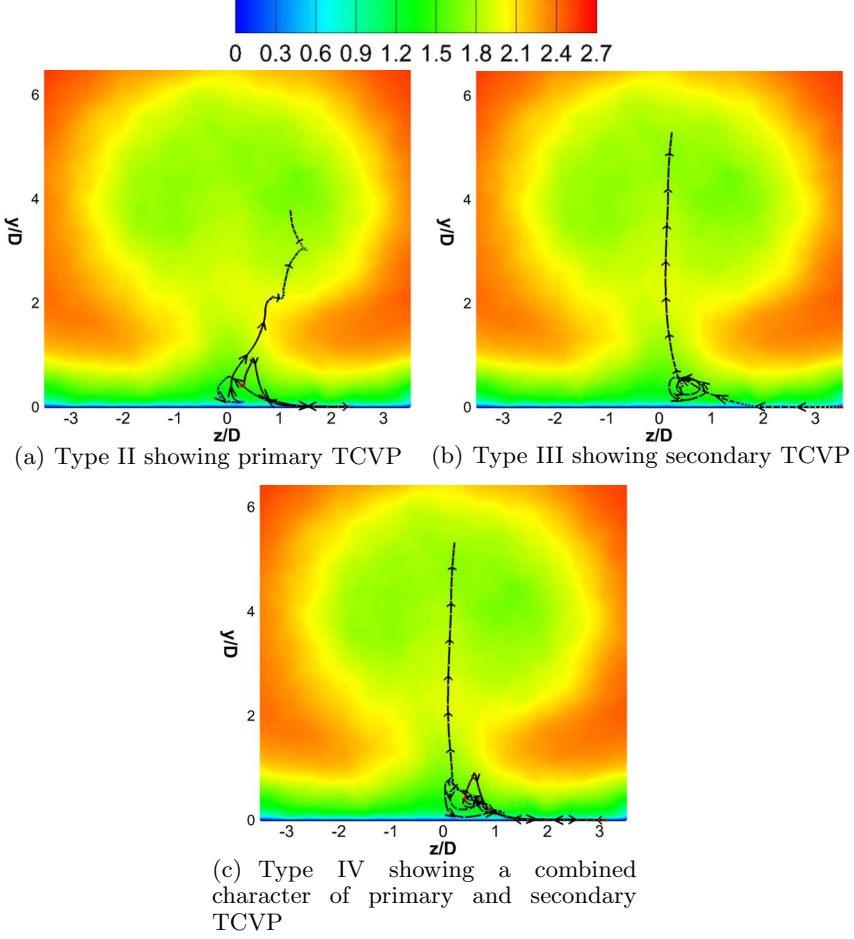 0 0.3 0.6 0.9 1.2 1.5 1.8 2.1 2.4 2.7
6
4
2
0
y/D
-3 -2 -1 0 1 2 3
z/D
(a) Type II showing primary TCVP
6
4
2
0
y/D
-3 -2 -1 0 1 2 3
z/D
(b) Type III showing secondary TCVP
6
4
2
0
y/D
-3 -2 -1 0 1 2 3
z/D
(c) Type IV showing a combined
character of primary and secondary
TCVP